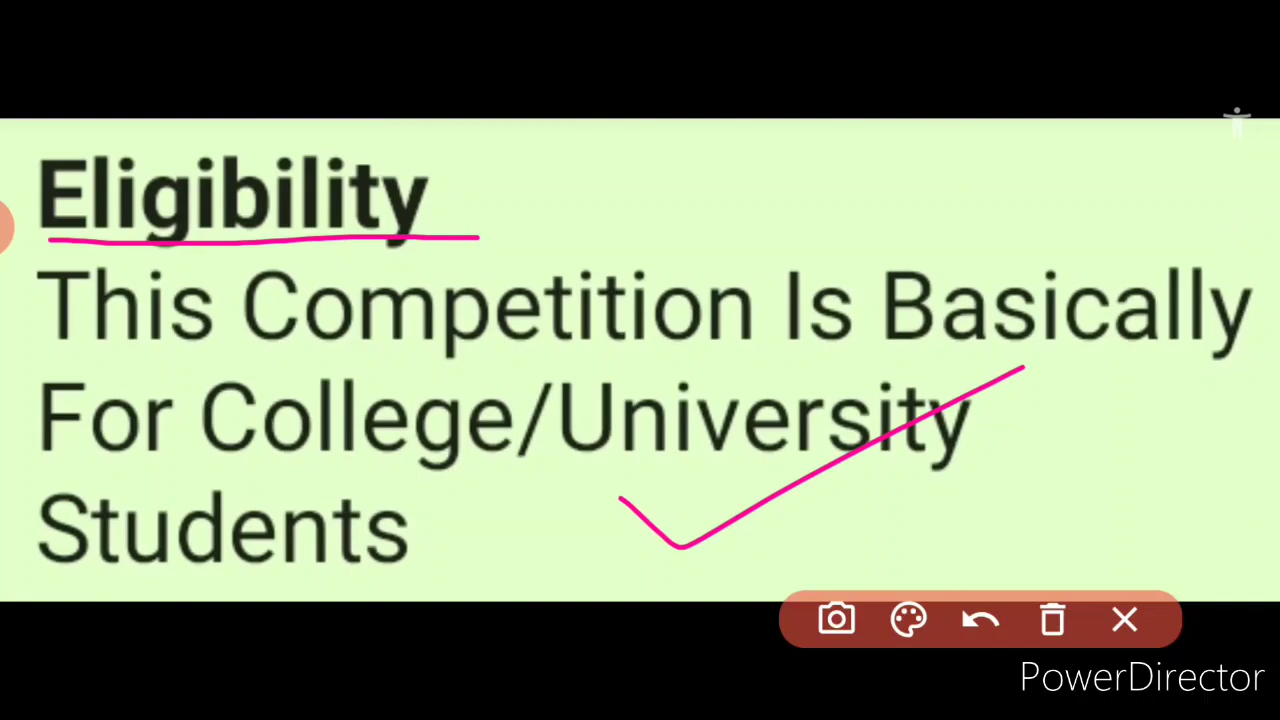 Eligibility
This Competition Is Basically
For College/University
Students
PowerDirector